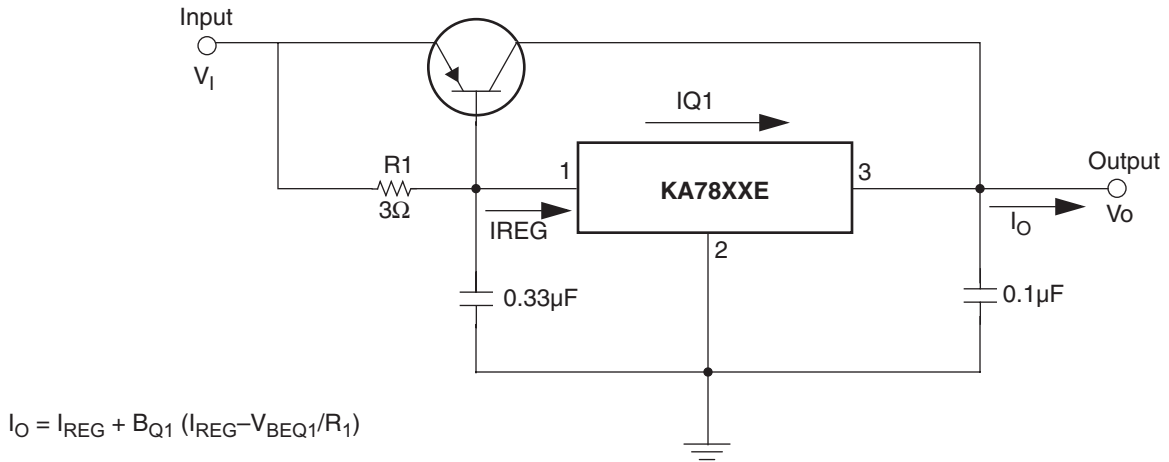 Input
V_I
IQ1
R1
3Ω
1
KA78XXE
3
Output
Vo
IREG
I_O
2
0.33µF
0.1µF
I_O = I_REG + B_Q1 (I_REG–V_BEQ1/R_1)